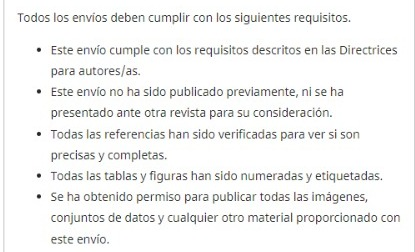 Todos los envíos deben cumplir con los siguientes requisitos.
• Este envío cumple con los requisitos descritos en las Directrices
para autores/as.
• Este envío no ha sido publicado previamente, ni se ha
presentado ante otra revista para su consideración.
• Todas las referencias han sido verificadas para ver si son
precisas y completas.
• Todas las tablas y figuras han sido numeradas y etiquetadas.
• Se ha obtenido permiso para publicar todas las imágenes,
conjuntos de datos y cualquier otro material proporcionado con
este envío.